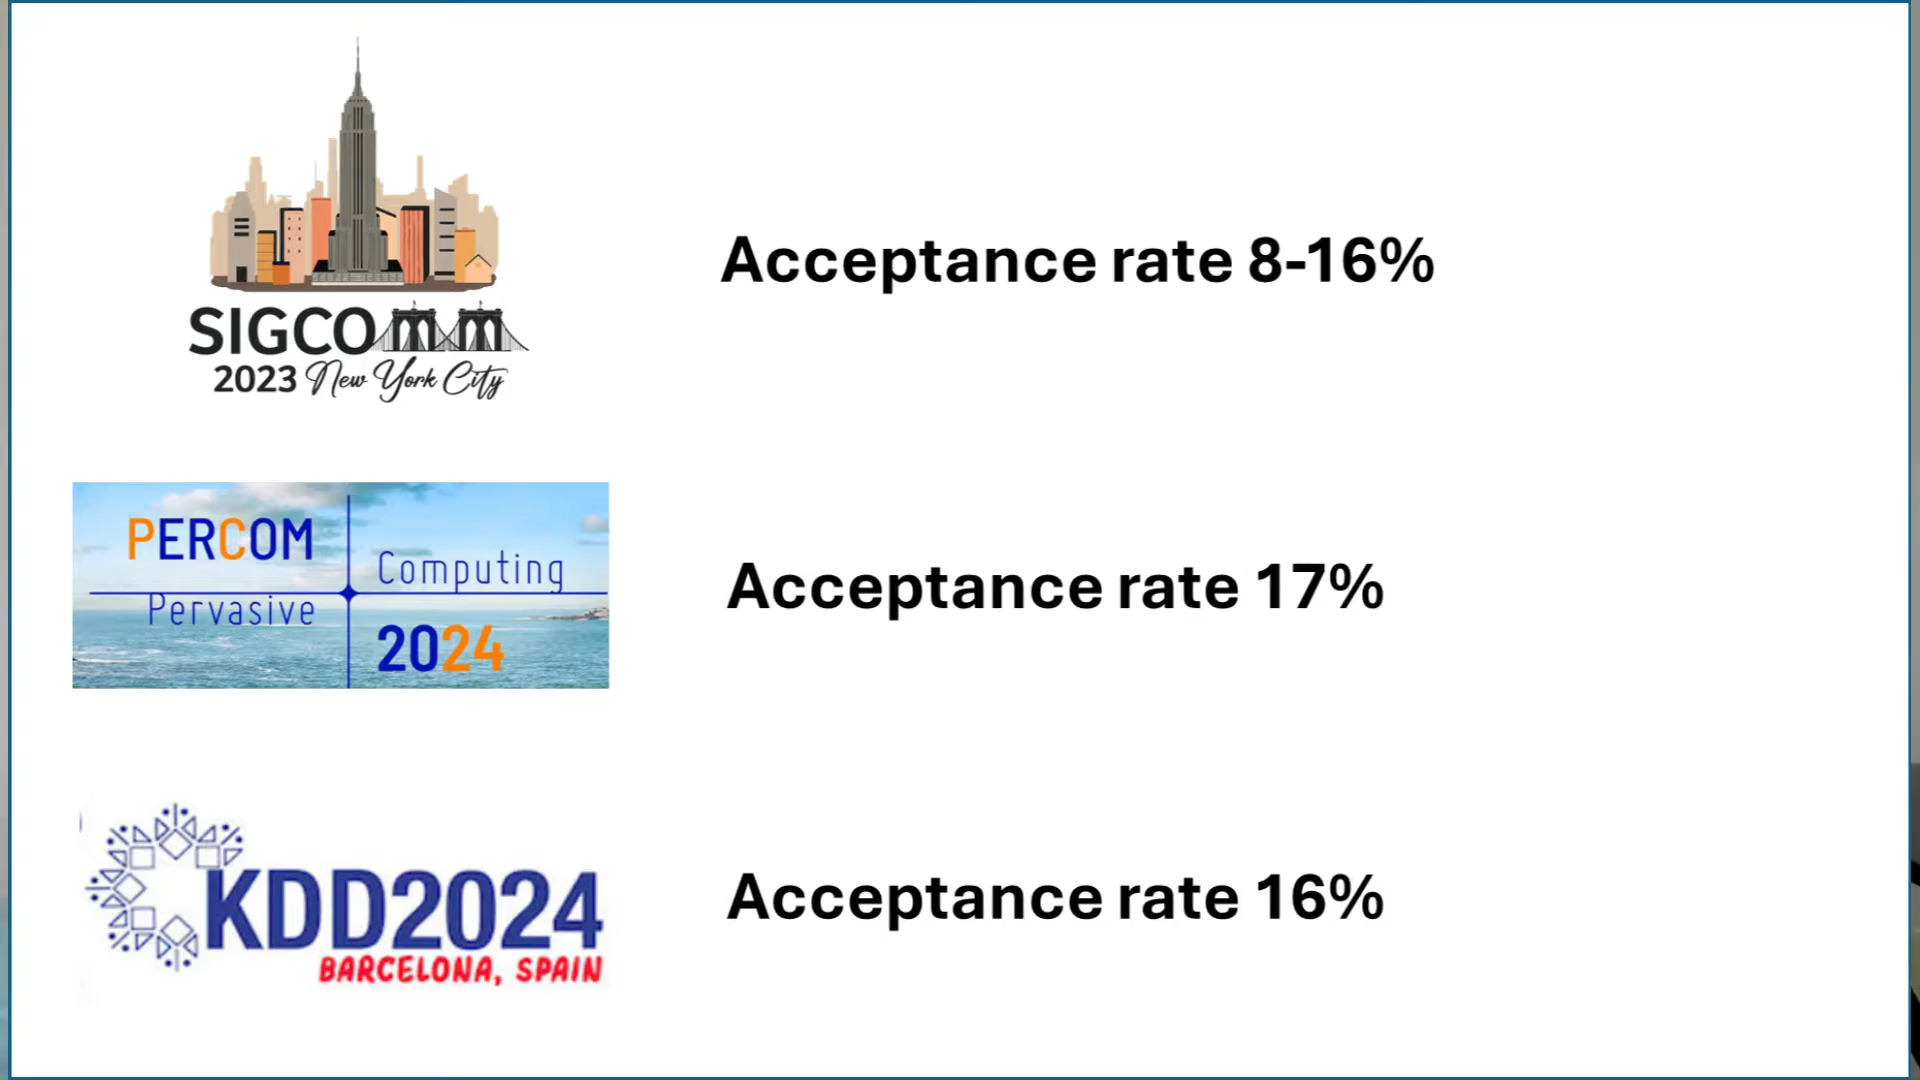 SIGCOMM
2023 New York City
Acceptance rate 8-16%
PERCOM
Pervasive
Computing
2024
Acceptance rate 17%
KDD2024
BARCELONA, SPAIN
Acceptance rate 16%